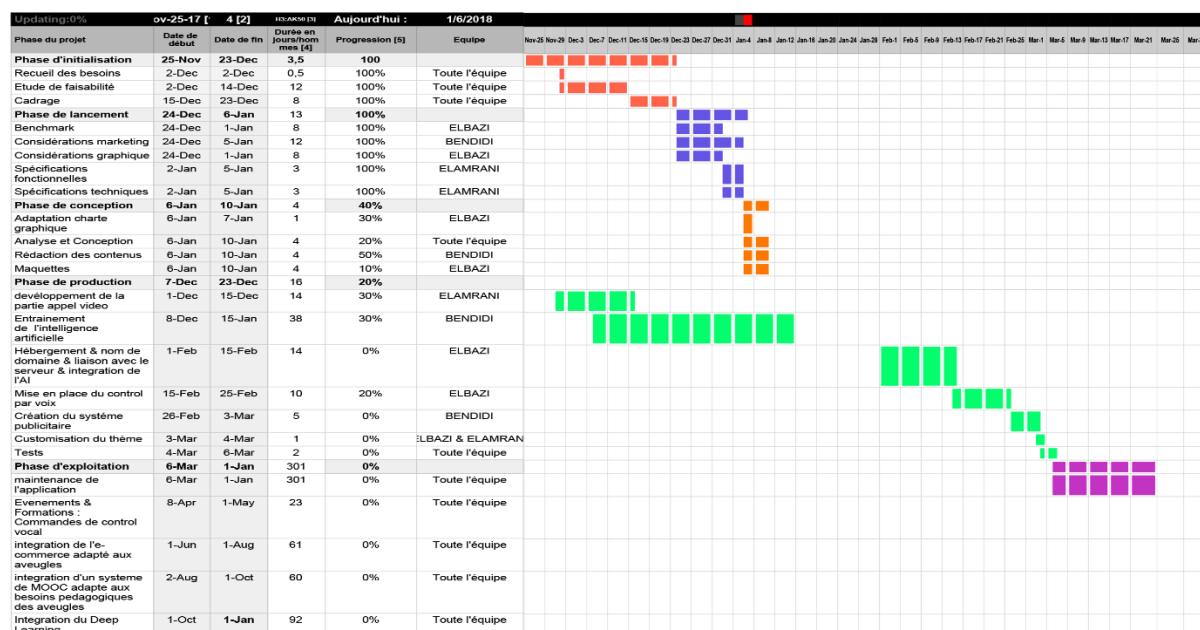 Updating:0% ov-25-17 [ 4 [2] H3:AK50 [3] Aujourd'hui : 1/6/2018
Phase du projet Date de début Date de fin Durée en jours/hommes [4] Progression [5] Equipe Nov-25 Nov-29 Dec-3 Dec-7 Dec-11 Dec-15 Dec-19 Dec-23 Dec-27 Dec-31 Jan-4 Jan-8 Jan-12 Jan-16 Jan-20 Jan-24 Jan-28 Feb-1 Feb-5 Feb-9 Feb-13 Feb-17 Feb-21 Feb-25 Mar-1 Mar-5 Mar-9 Mar-13 Mar-17 Mar-21 Mar-25 Mar-
Phase d'initialisation 25-Nov 23-Dec 3,5 100
Recueil des besoins 2-Dec 2-Dec 0,5 100% Toute l'équipe
Etude de faisabilité 2-Dec 14-Dec 12 100% Toute l'équipe
Cadrage 15-Dec 23-Dec 8 100% Toute l'équipe
Phase de lancement 24-Dec 6-Jan 13 100%
Benchmark 24-Dec 1-Jan 8 100% ELBAZI
Considérations marketing 24-Dec 5-Jan 12 100% BENDIDI
Considérations graphique 24-Dec 1-Jan 8 100% ELBAZI
Spécifications 2-Jan 5-Jan 3 100% ELAMRANI
fonctionnelles
Spécifications techniques 2-Jan 5-Jan 3 100% ELAMRANI
Phase de conception 6-Jan 10-Jan 4 40%
Adaptation charte 6-Jan 7-Jan 1 30% ELBAZI
graphique
Analyse et Conception 6-Jan 10-Jan 4 20% Toute l'équipe
Rédaction des contenus 6-Jan 10-Jan 4 50% BENDIDI
Maquettes 6-Jan 10-Jan 4 10% ELBAZI
Phase de production 7-Dec 23-Dec 16 20%
devéloppement de la 1-Dec 15-Dec 14 30% ELAMRANI
partie appel video
Entrainement 8-Dec 15-Jan 38 30% BENDIDI
de l'intelligence
artificielle
Hébergement & nom de 1-Feb 15-Feb 14 0% ELBAZI
domaine & liaison avec le
serveur & integration de
l'AI
Mise en place du control 15-Feb 25-Feb 10 20% ELBAZI
par voix
Création du systéme 26-Feb 3-Mar 5 0% BENDIDI
publicitaire
Customisation du thème 3-Mar 4-Mar 1 0% ELBAZI & ELAMRAN
Tests 4-Mar 6-Mar 2 0% Toute l'équipe
Phase d'exploitation 6-Mar 1-Jan 301 0%
maintenance de 6-Mar 1-Jan 301 0% Toute l'équipe
l'application
Evenements & 8-Apr 1-May 23 0% Toute l'équipe
Formations :
Commandes de control
vocal
integration de l'e- 1-Jun 1-Aug 61 0% Toute l'équipe
commerce adapté aux
aveugles
integration d'un systeme 2-Aug 1-Oct 60 0% Toute l'équipe
de MOOC adapte aux
besoins pedagogiques
des aveugles
Integration du Deep 1-Oct 1-Jan 92 0% Toute l'équipe
Learning